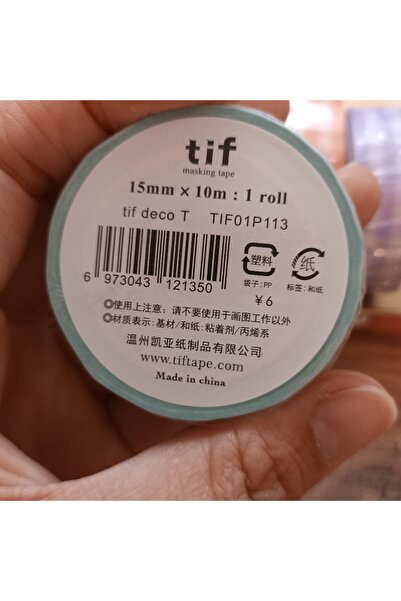 tif
masking tape
15mm × 10m : 1 roll
tif deco T TIF01P113
6 973043 121350
塑料
袋子:PP
纸
标签:和纸
¥6
◎使用上注意:请不要使用于画图工作以外
◎材质表示:基材/和纸:粘着剂/丙烯系
温州凯亚纸制品有限公司
www.tiftape.com
Made in china